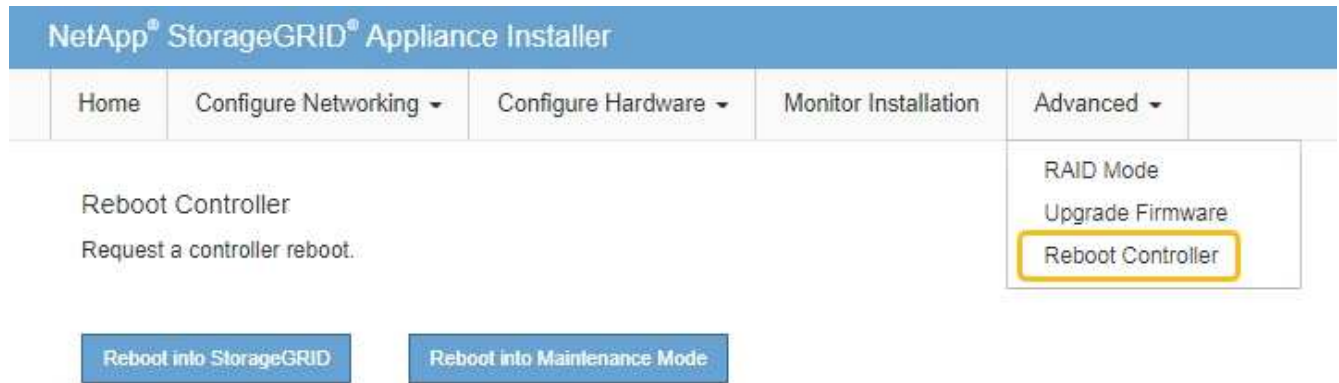 NetApp® StorageGRID® Appliance Installer
Home Configure Networking Configure Hardware Monitor Installation Advanced
RAID Mode
Upgrade Firmware
Reboot Controller
Reboot Controller
Request a controller reboot.
Reboot into StorageGRID Reboot into Maintenance Mode